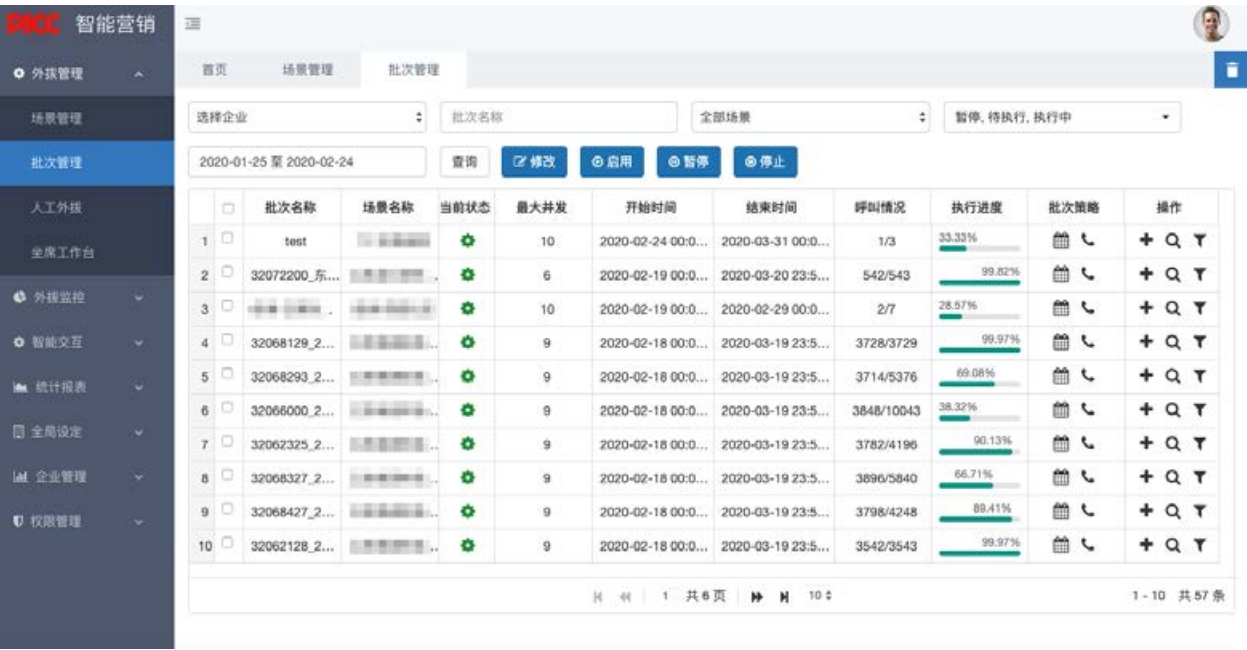 PICC 智能营销
外拨管理
场景管理
批次管理
人工外拨
坐席工作台
外拨监控
智能交互
统计报表
全局设定
企业管理
权限管理
首页 场景管理 批次管理
选择企业 批次名称 全部场景 暂停, 待执行, 执行中
2020-01-25 至 2020-02-24 查询 修改 启用 暂停 停止
批次名称 场景名称 当前状态 最大并发 开始时间 结束时间 呼叫情况 执行进度 批次策略 操作
1 test 10 2020-02-24 00:0... 2020-03-31 00:0... 1/3 33.33%
2 32072200_东... 6 2020-02-19 00:0... 2020-03-20 23:5... 542/543 99.82%
3 10 2020-02-19 00:0... 2020-02-29 00:0... 2/7 28.57%
4 32068129_2... 9 2020-02-18 00:0... 2020-03-19 23:5... 3728/3729 99.97%
5 32068293_2... 9 2020-02-18 00:0... 2020-03-19 23:5... 3714/5376 69.08%
6 32066000_2... 9 2020-02-18 00:0... 2020-03-19 23:5... 3848/10043 38.32%
7 32062325_2... 9 2020-02-18 00:0... 2020-03-19 23:5... 3782/4196 90.13%
8 32068327_2... 9 2020-02-18 00:0... 2020-03-19 23:5... 3896/5840 66.71%
9 32068427_2... 9 2020-02-18 00:0... 2020-03-19 23:5... 3798/4248 89.41%
10 32062128_2... 9 2020-02-18 00:0... 2020-03-19 23:5... 3542/3543 99.97%
1 共 6 页 10 1 - 10 共 57 条